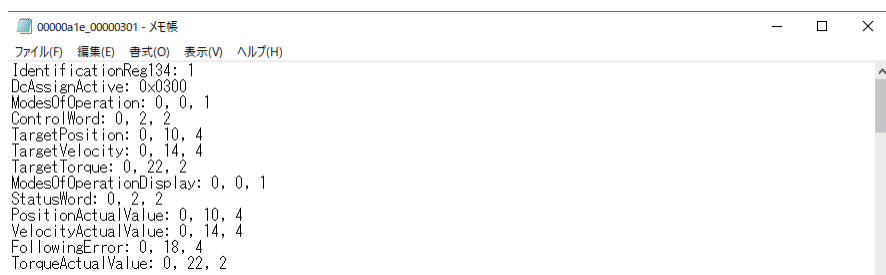 00000a1e_00000301 - メモ帳
ファイル(F) 編集(E) 書式(O) 表示(V) ヘルプ(H)
IdentificationReg134: 1
DcAssignActive: 0x0300
ModesOfOperation: 0, 0, 1
ControlWord: 0, 2, 2
TargetPosition: 0, 10, 4
TargetVelocity: 0, 14, 4
TargetTorque: 0, 22, 2
ModesOfOperationDisplay: 0, 0, 1
StatusWord: 0, 2, 2
PositionActualValue: 0, 10, 4
VelocityActualValue: 0, 14, 4
FollowingError: 0, 18, 4
TorqueActualValue: 0, 22, 2